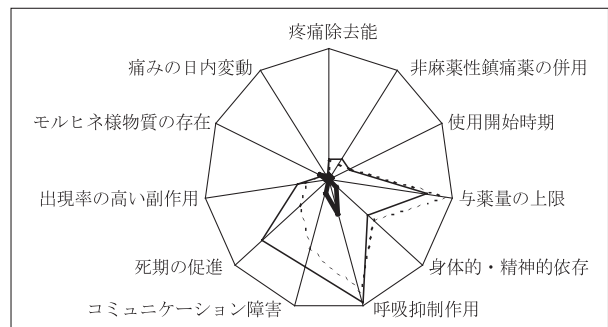 疼痛除去能
痛みの日内変動
非麻薬性鎮痛薬の併用
モルヒネ様物質の存在
使用開始時期
出現率の高い副作用
与薬量の上限
死期の促進
身体的・精神的依存
コミュニケーション障害
呼吸抑制作用